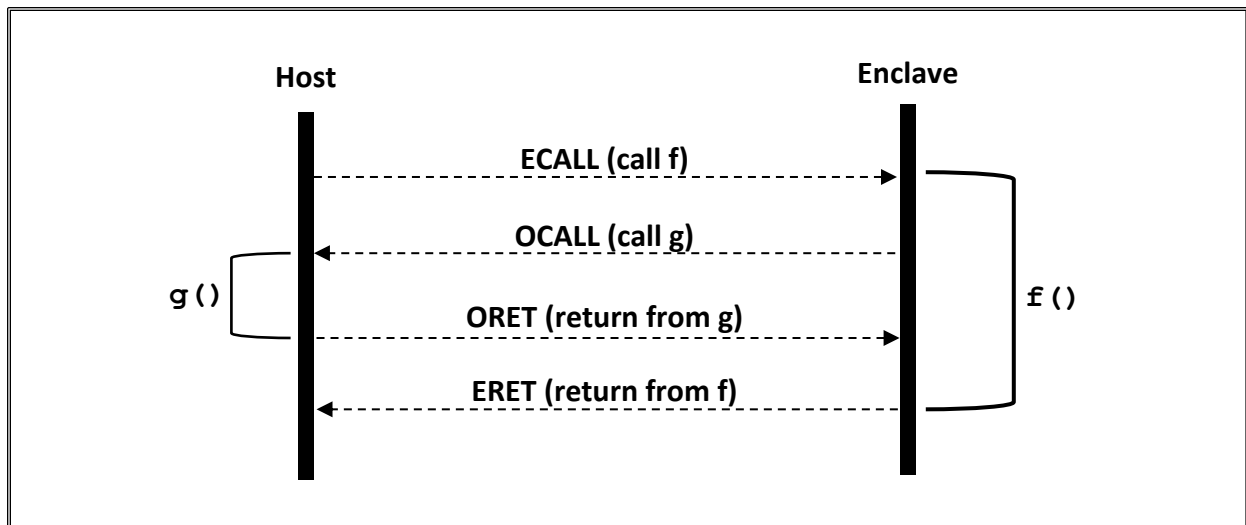 Host
Enclave
ECALL (call f)
OCALL (call g)
g()
f()
ORET (return from g)
ERET (return from f)